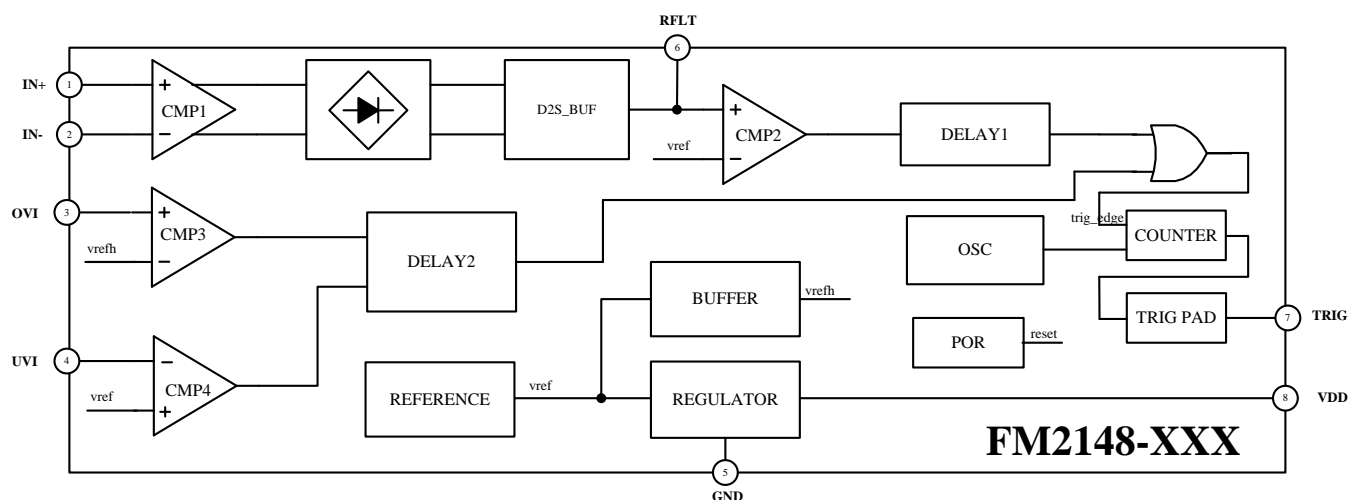 RFLT
6
IN+
1
+
CMP1
IN-
2
−
D2S_BUF
+
CMP2
vref
−
DELAY1
OVI
3
+
CMP3
vrefh
−
DELAY2
trig_edge
COUNTER
OSC
BUFFER
vrefh
TRIG PAD
7
TRIG
POR
reset
UVI
4
−
CMP4
vref
+
REFERENCE
vref
REGULATOR
8
VDD
FM2148-XXX
5
GND